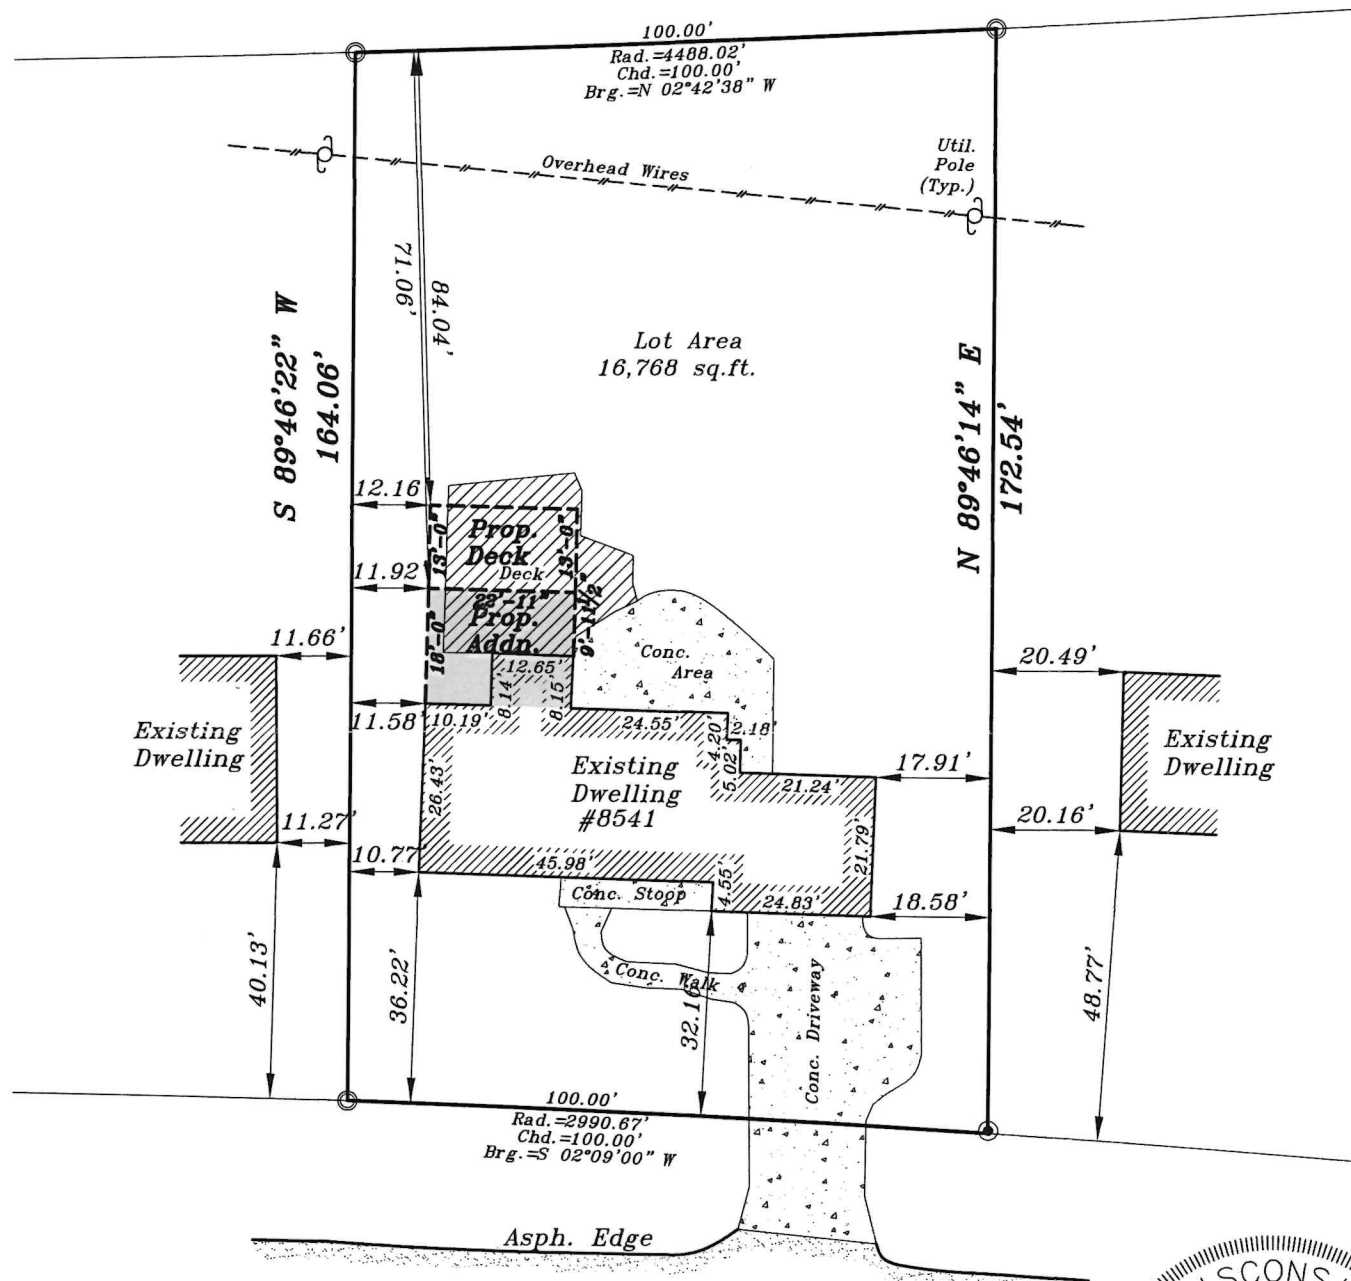 100.00'
Rad.=4488.02'
Chd.=100.00'
Brg.=N 02°42'38" W
Util.
Pole
(Typ.)
Overhead Wires
71.06'
84.04'
S 89°46'22" W
164.06'
Lot Area
16,768 sq.ft.
N 89°46'14" E
172.54'
12.16
13'-0"
Prop.
Deck
Deck
13'-0"
11.92
22'-11"
Prop.
Addn.
18'-0"
9'-11½"
11.66'
12.65'
8.14'
8.15'
Conc.
Area
20.49'
11.58'
10.19'
24.55'
4.20'
2.18'
5.02'
Existing
Dwelling
Existing
Dwelling
#8541
26.43'
21.24'
17.91'
Existing
Dwelling
11.27'
10.77'
45.98'
4.55'
21.79'
20.16'
Conc. Stoop
24.83'
18.58'
40.13'
36.22'
Conc. Walk
32.10'
Conc. Driveway
48.77'
100.00'
Rad.=2990.67'
Chd.=100.00'
Brg.=S 02°09'00" W
Asph. Edge
SCONS